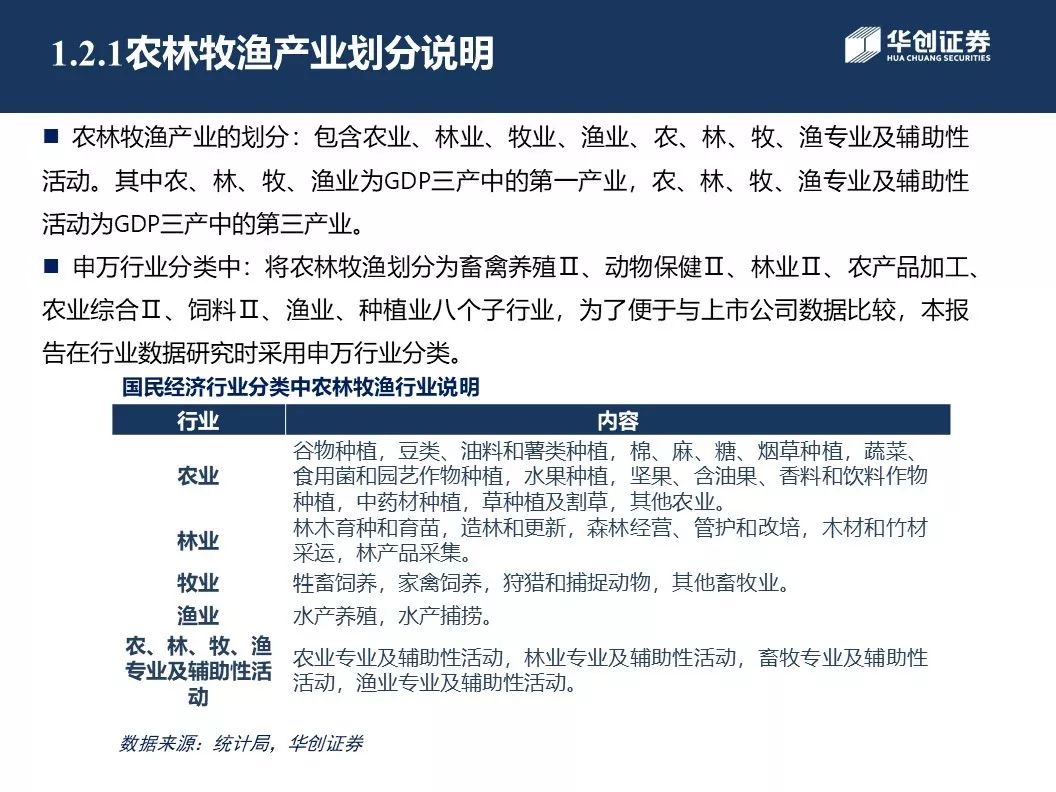 1.2.1农林牧渔产业划分说明
华创证券
HUA CHUANG SECURITIES
■ 农林牧渔产业的划分：包含农业、林业、牧业、渔业、农、林、牧、渔专业及辅助性
活动。其中农、林、牧、渔业为GDP三产中的第一产业，农、林、牧、渔专业及辅助性
活动为GDP三产中的第三产业。
■ 申万行业分类中：将农林牧渔划分为畜禽养殖Ⅱ、动物保健Ⅱ、林业Ⅱ、农产品加工、
农业综合Ⅱ、饲料Ⅱ、渔业、种植业八个子行业，为了便于与上市公司数据比较，本报
告在行业数据研究时采用申万行业分类。
国民经济行业分类中农林牧渔行业说明
行业 内容
谷物种植，豆类、油料和薯类种植，棉、麻、糖、烟草种植，蔬菜、
农业 食用菌和园艺作物种植，水果种植，坚果、含油果、香料和饮料作物
种植，中药材种植，草种植及割草，其他农业。
林业 林木育种和育苗，造林和更新，森林经营、管护和改培，木材和竹材
采运，林产品采集。
牧业 牲畜饲养，家禽饲养，狩猎和捕捉动物，其他畜牧业。
渔业 水产养殖，水产捕捞。
农、林、牧、渔
专业及辅助性活
动
农业专业及辅助性活动，林业专业及辅助性活动，畜牧专业及辅助性
活动，渔业专业及辅助性活动。
数据来源：统计局，华创证券